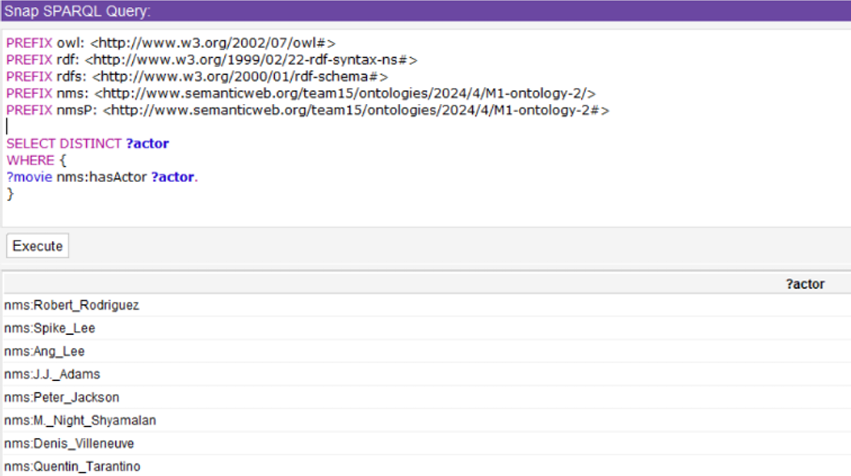 Snap SPARQL Query:
PREFIX owl: <http://www.w3.org/2002/07/owl#>
PREFIX rdf: <http://www.w3.org/1999/02/22-rdf-syntax-ns#>
PREFIX rdfs: <http://www.w3.org/2000/01/rdf-schema#>
PREFIX nms: <http://www.semanticweb.org/team15/ontologies/2024/4/M1-ontology-2/>
PREFIX nmsP: <http://www.semanticweb.org/team15/ontologies/2024/4/M1-ontology-2#>
SELECT DISTINCT ?actor
WHERE {
?movie nms:hasActor ?actor.
}
Execute
?actor
nms:Robert_Rodriguez
nms:Spike_Lee
nms:Ang_Lee
nms:J.J._Adams
nms:Peter_Jackson
nms:M._Night_Shyamalan
nms:Denis_Villeneuve
nms:Quentin_Tarantino